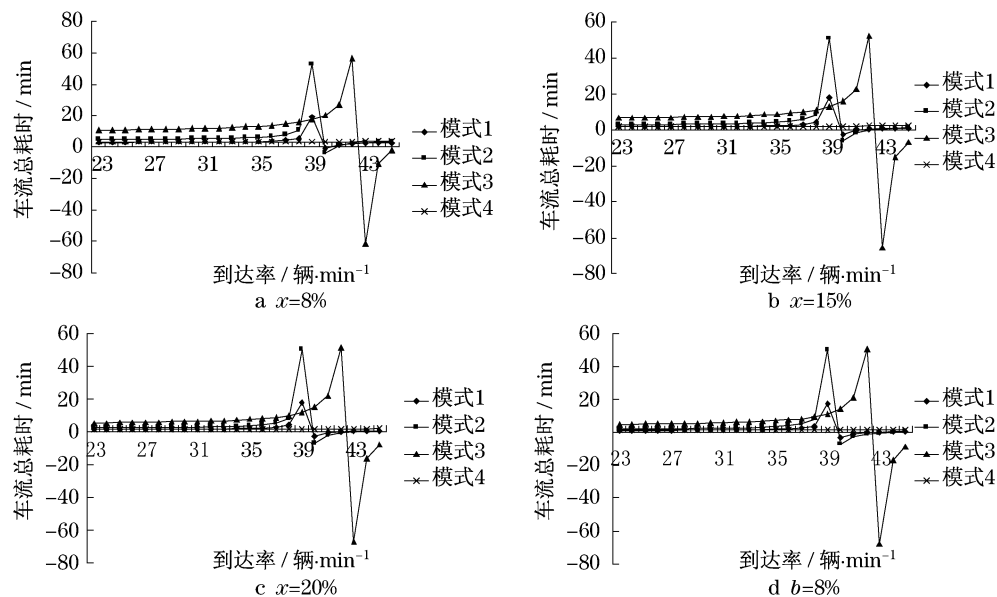 车流总耗时 / min
80
60
40
20
0
−20
−40
−60
−80
23 27 31 35 39 43
模式1
模式2
模式3
模式4
到达率 / 辆·min⁻¹
a x=8%
车流总耗时 / min
60
40
20
0
−20
−40
−60
−80
23 27 31 35 39 43
模式1
模式2
模式3
模式4
到达率 / 辆·min⁻¹
b x=15%
车流总耗时 / min
60
40
20
0
−20
−40
−60
−80
23 27 31 35 39 43
模式1
模式2
模式3
模式4
到达率 / 辆·min⁻¹
c x=20%
车流总耗时 / min
60
40
20
0
−20
−40
−60
−80
23 27 31 35 39 43
模式1
模式2
模式3
模式4
到达率 / 辆·min⁻¹
d b=8%